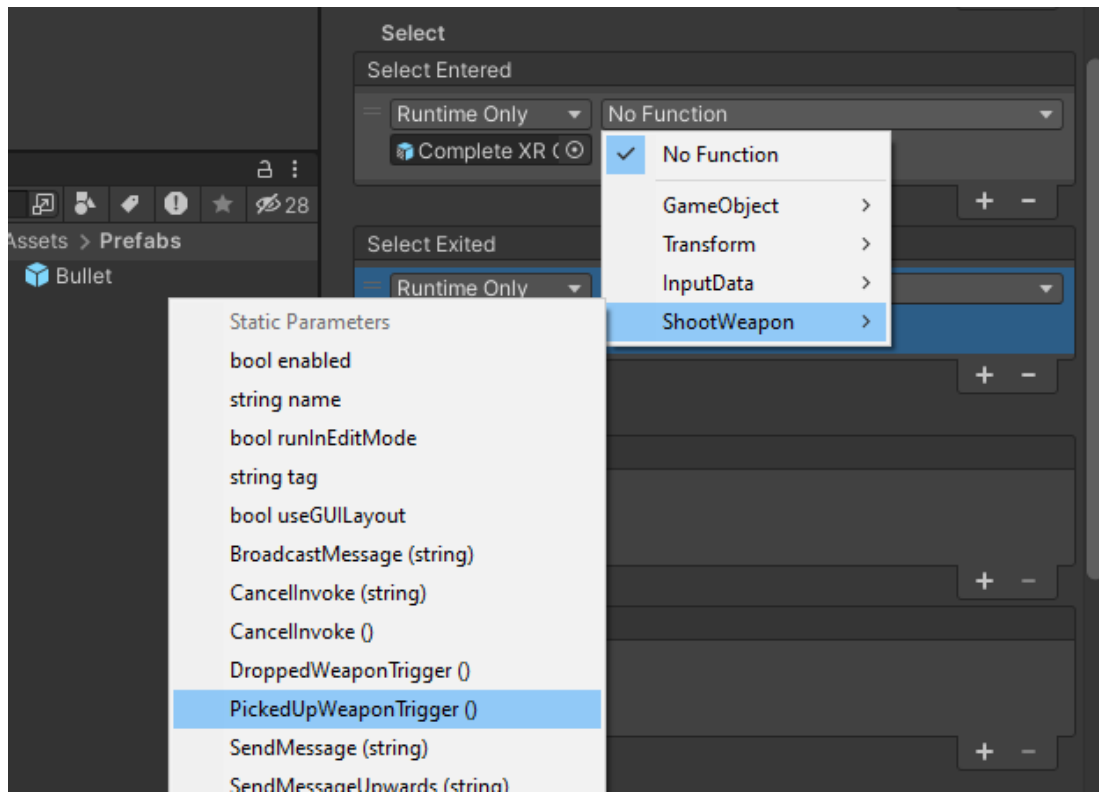 Select
Select Entered
Runtime Only
No Function
Complete XR (
No Function
GameObject
Transform
InputData
ShootWeapon
28
Assets > Prefabs
Bullet
Select Exited
Runtime Only
Static Parameters
bool enabled
string name
bool runInEditMode
string tag
bool useGUILayout
BroadcastMessage (string)
CancelInvoke (string)
CancelInvoke ()
DroppedWeaponTrigger ()
PickedUpWeaponTrigger ()
SendMessage (string)
SendMessageUpwards (string)